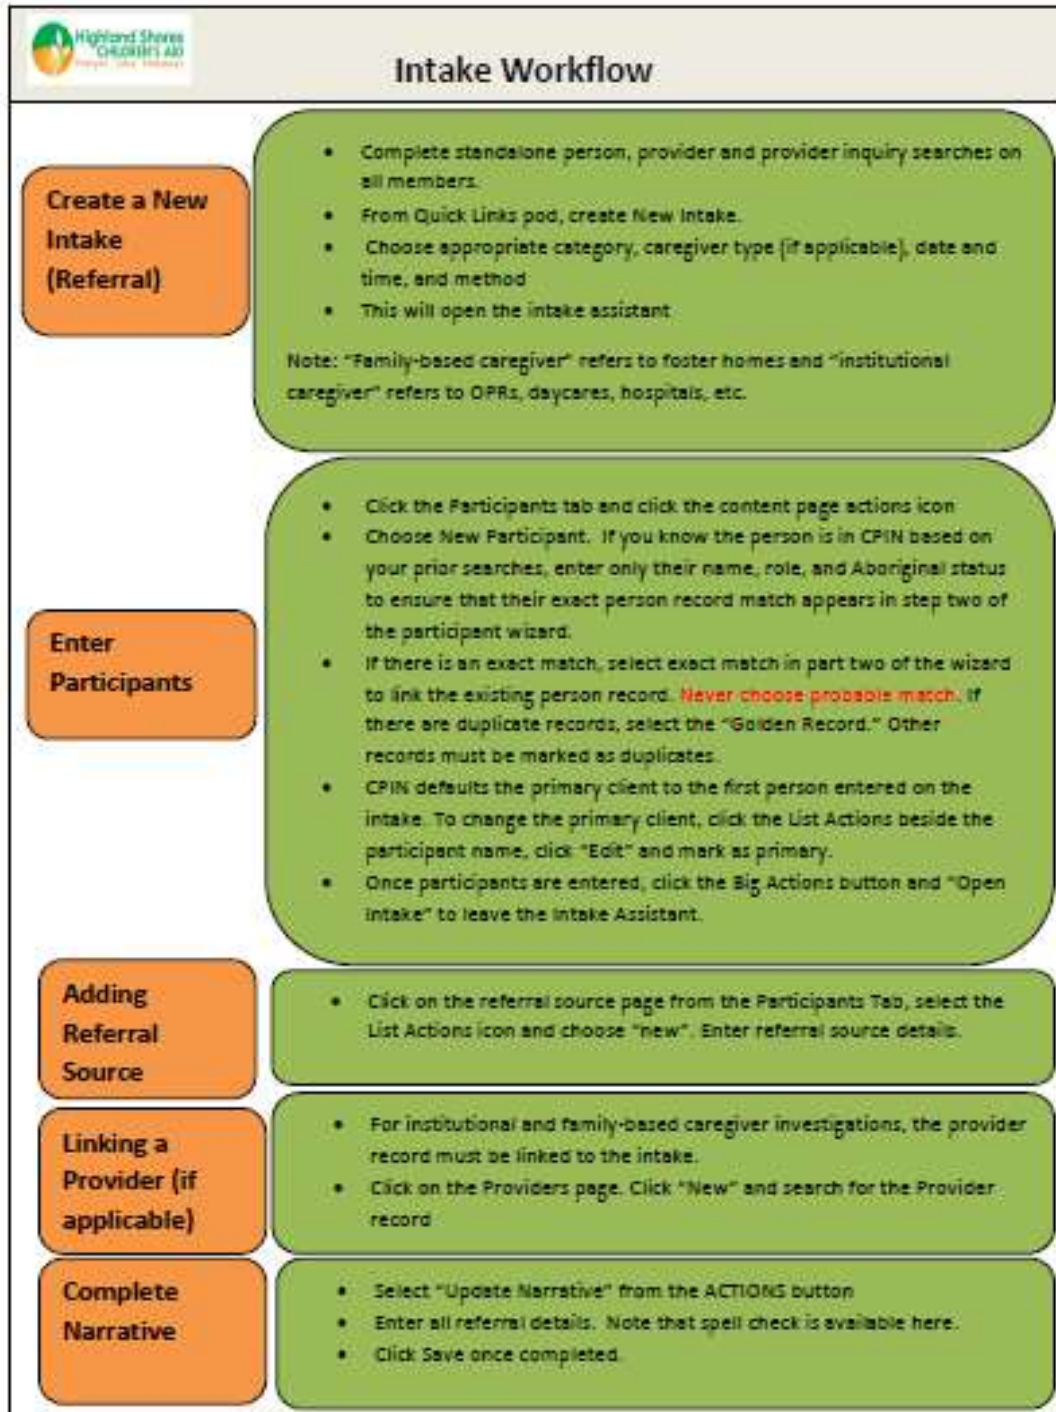 Highland Shores
CHILDREN'S AID
Intake Workflow
Create a New
Intake
(Referral)
• Complete standalone person, provider and provider inquiry searches on
all members.
• From Quick Links pod, create New Intake.
• Choose appropriate category, caregiver type (if applicable), date and
time, and method
• This will open the intake assistant
Note: "Family-based caregiver" refers to foster homes and "institutional
caregiver" refers to OPRs, daycares, hospitals, etc.
Enter
Participants
• Click the Participants tab and click the content page actions icon
• Choose New Participant. If you know the person is in CPIN based on
your prior searches, enter only their name, role, and Aboriginal status
to ensure that their exact person record match appears in step two of
the participant wizard.
• If there is an exact match, select exact match in part two of the wizard
to link the existing person record. Never choose probable match. If
there are duplicate records, select the "Golden Record." Other
records must be marked as duplicates.
• CPIN defaults the primary client to the first person entered on the
intake. To change the primary client, click the List Actions beside the
participant name, click "Edit" and mark as primary.
• Once participants are entered, click the Big Actions button and "Open
Intake" to leave the Intake Assistant.
Adding
Referral
Source
• Click on the referral source page from the Participants Tab, select the
List Actions icon and choose "new". Enter referral source details.
Linking a
Provider (if
applicable)
• For institutional and family-based caregiver investigations, the provider
record must be linked to the intake.
• Click on the Providers page. Click "New" and search for the Provider
record
Complete
Narrative
• Select "Update Narrative" from the ACTIONS button
• Enter all referral details. Note that spell check is available here.
• Click Save once completed.